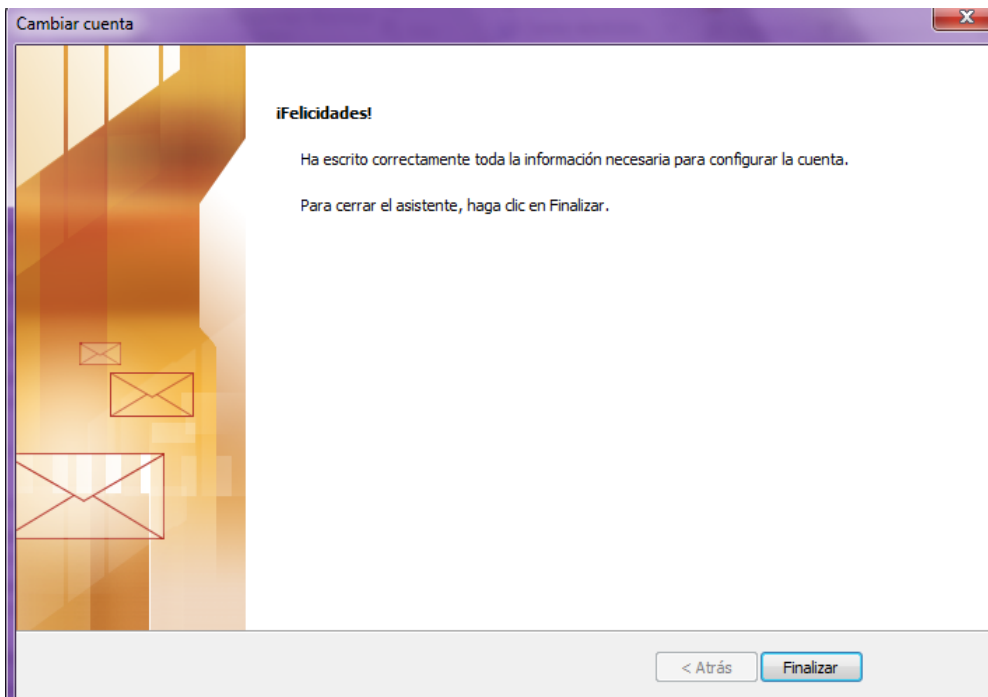 Cambiar cuenta
¡Felicidades!
Ha escrito correctamente toda la información necesaria para configurar la cuenta.
Para cerrar el asistente, haga clic en Finalizar.
< Atrás
Finalizar